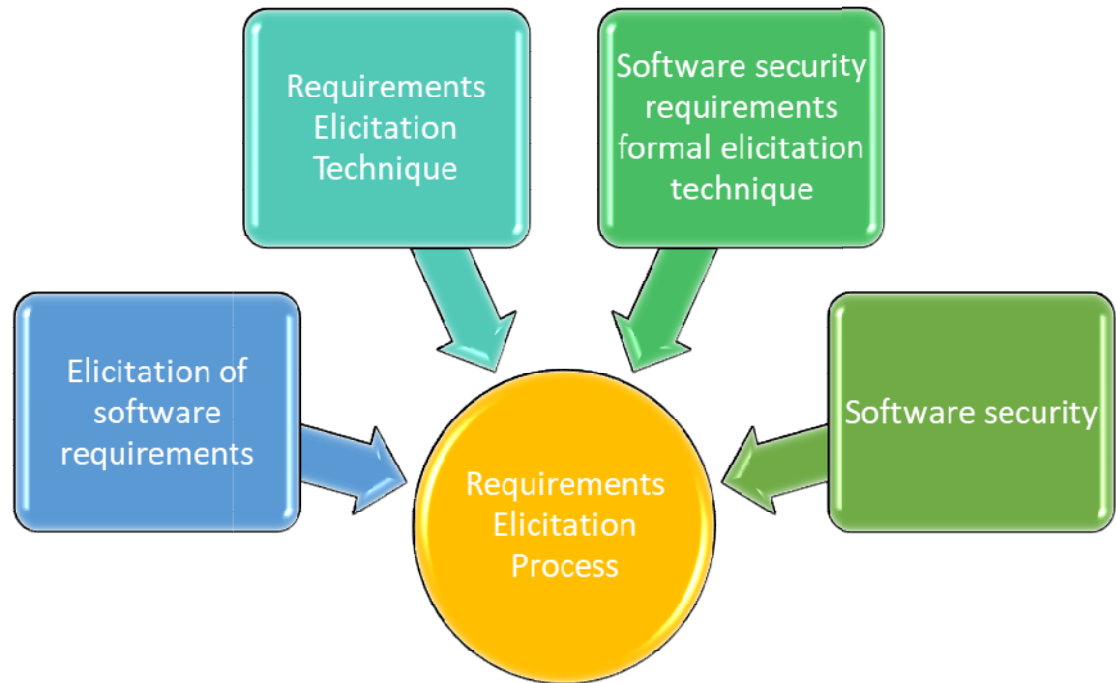 Requirements
Elicitation
Technique
Software security
requirements
formal elicitation
technique
Elicitation of
software
requirements
Software security
Requirements
Elicitation
Process